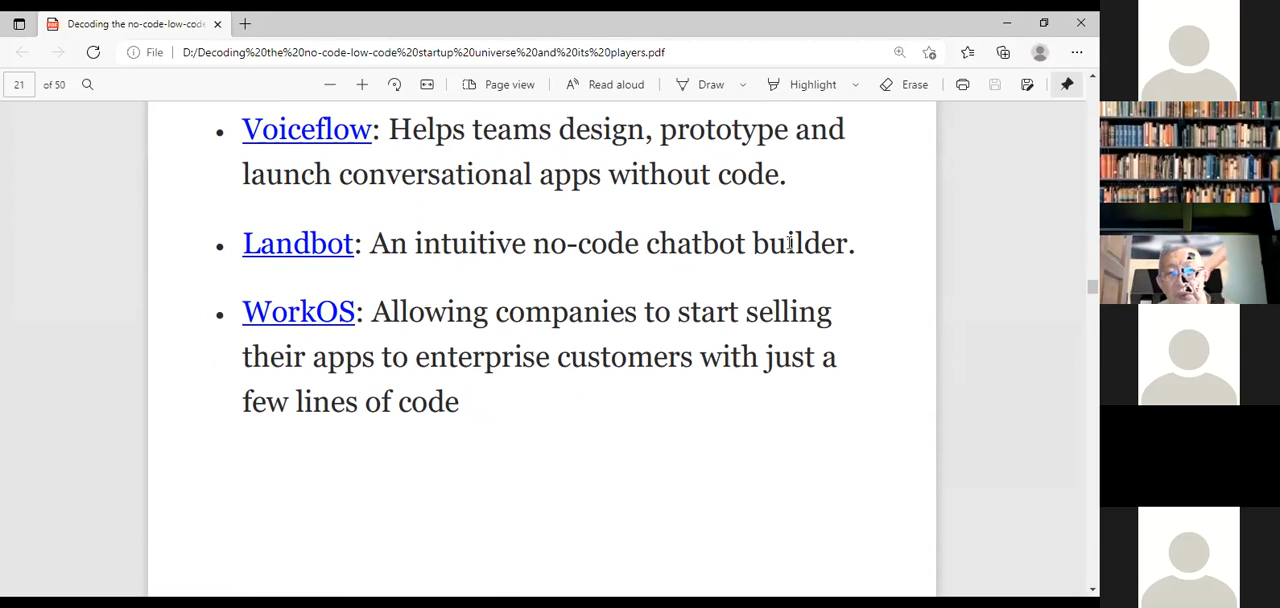 Decoding the no-code-low-code
File
D:/Decoding%20the%20no-code-low-code%20startup%20universe%20and%20its%20players.pdf
21 of 50
Page view
Read aloud
Draw
Highlight
Erase
• Voiceflow: Helps teams design, prototype and
launch conversational apps without code.
• Landbot: An intuitive no-code chatbot builder.
• WorkOS: Allowing companies to start selling
their apps to enterprise customers with just a
few lines of code